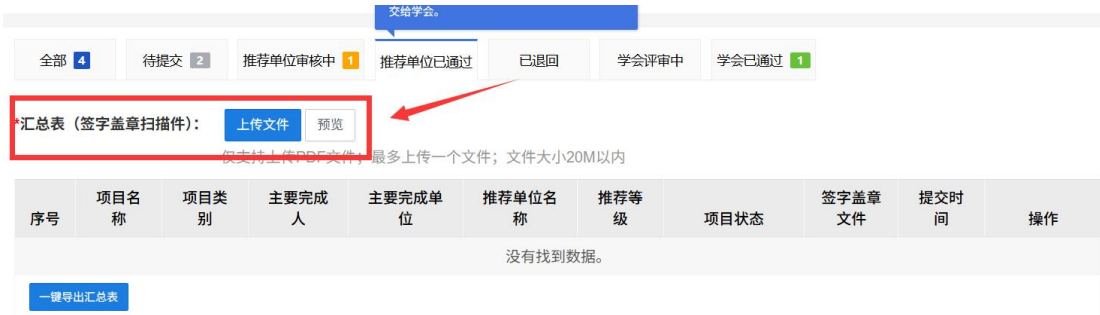 交给学会。
全部 4 待提交 2 推荐单位审核中 1 推荐单位已通过 已退回 学会评审中 学会已通过 1
*汇总表（签字盖章扫描件）： 上传文件 预览
仅支持上传PDF文件；最多上传一个文件；文件大小20M以内
序号 项目名称 项目类别 主要完成人 主要完成单位 推荐单位名称 推荐等级 项目状态 签字盖章文件 提交时间 操作
没有找到数据。
一键导出汇总表